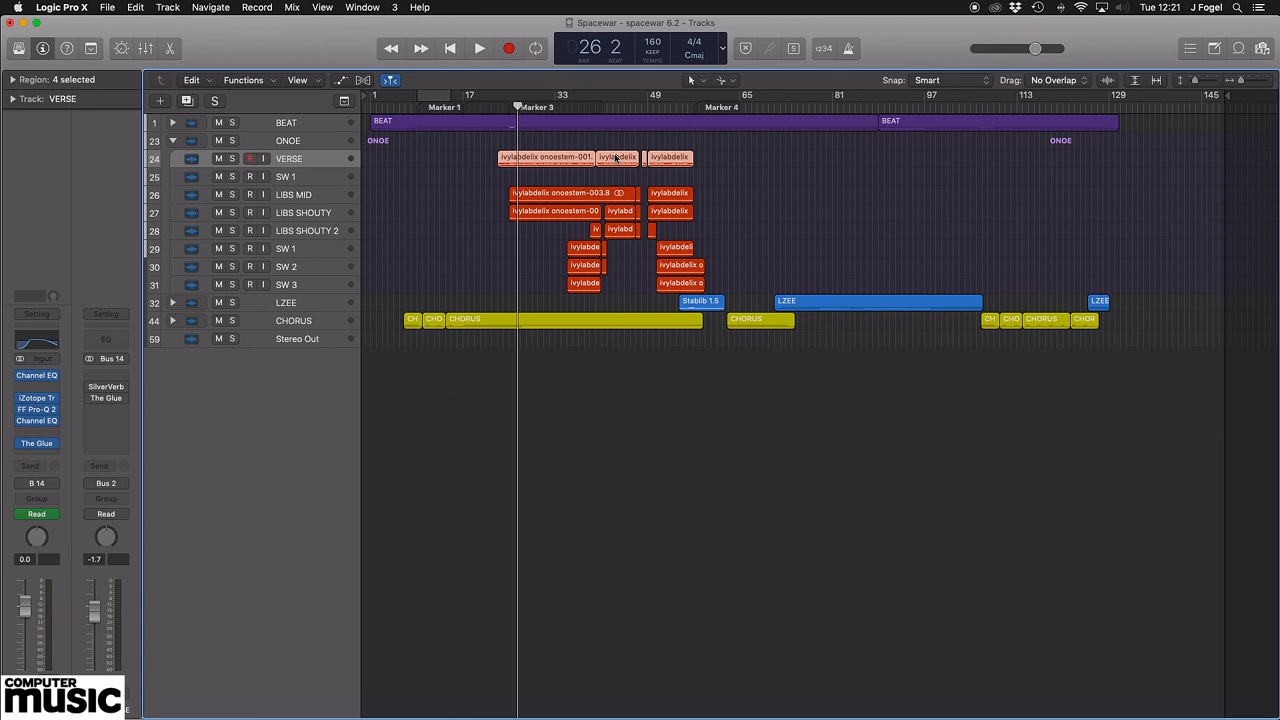 Logic Pro X File Edit Track Navigate Record Mix View Window 3 Help Tue 12:21 J Fogel
Spacewar - spacewar 6.2 - Tracks
26 2 160 4/4
KEEP Cmaj
BAR BEAT TEMPO
1234
Region: 4 selected
Edit Functions View Snap: Smart Drag: No Overlap
Track: VERSE
S
1 17 33 49 65 81 97 113 129 145
Marker 1 Marker 3 Marker 4
1 M S BEAT BEAT BEAT
23 M S ONOE ONOE ONOE
24 M S R I VERSE ivylabdelix onoestem-001. ivylabdelix ivylabdelix
25 M S R I SW 1
26 M S R I LIBS MID ivylabdelix onoestem-003.8 ivylabdelix
27 M S R I LIBS SHOUTY ivylabdelix onoestem-00 ivylabd ivylabdelix
28 M S R I LIBS SHOUTY 2 iv ivylabd
29 M S R I SW 1 ivylabde ivylabdeli
30 M S R I SW 2 ivylabde ivylabdelix o
31 M S R I SW 3 ivylabde ivylabdelix o
32 M S LZEE Stablib 1.5 LZEE LZEE
44 M S CHORUS CH CHO CHORUS CHORUS CH CHO CHORUS CHOR
59 M S Stereo Out
Setting Setting
EQ
Input Bus 14
Channel EQ
SilverVerb
iZotope Tr The Glue
FF Pro-Q 2
Channel EQ
The Glue
Send Send
B 14 Bus 2
Group Group
Read Read
0.0 -1.7
COMPUTER
music